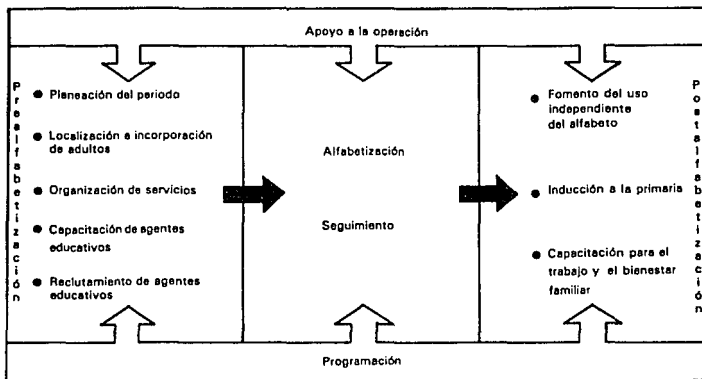 Apoyo a la operación
Prealfabetización
● Planeación del periodo
● Localización e incorporación
de adultos
● Organización de servicios
● Capacitación de agentes
educativos
● Reclutamiento de agentes
educativos
Alfabetización
Seguimiento
● Fomento del uso
independiente
del alfabeto
● Inducción a la primaria
● Capacitación para el
trabajo y el bienestar
familiar
Postalfabetización
Programación